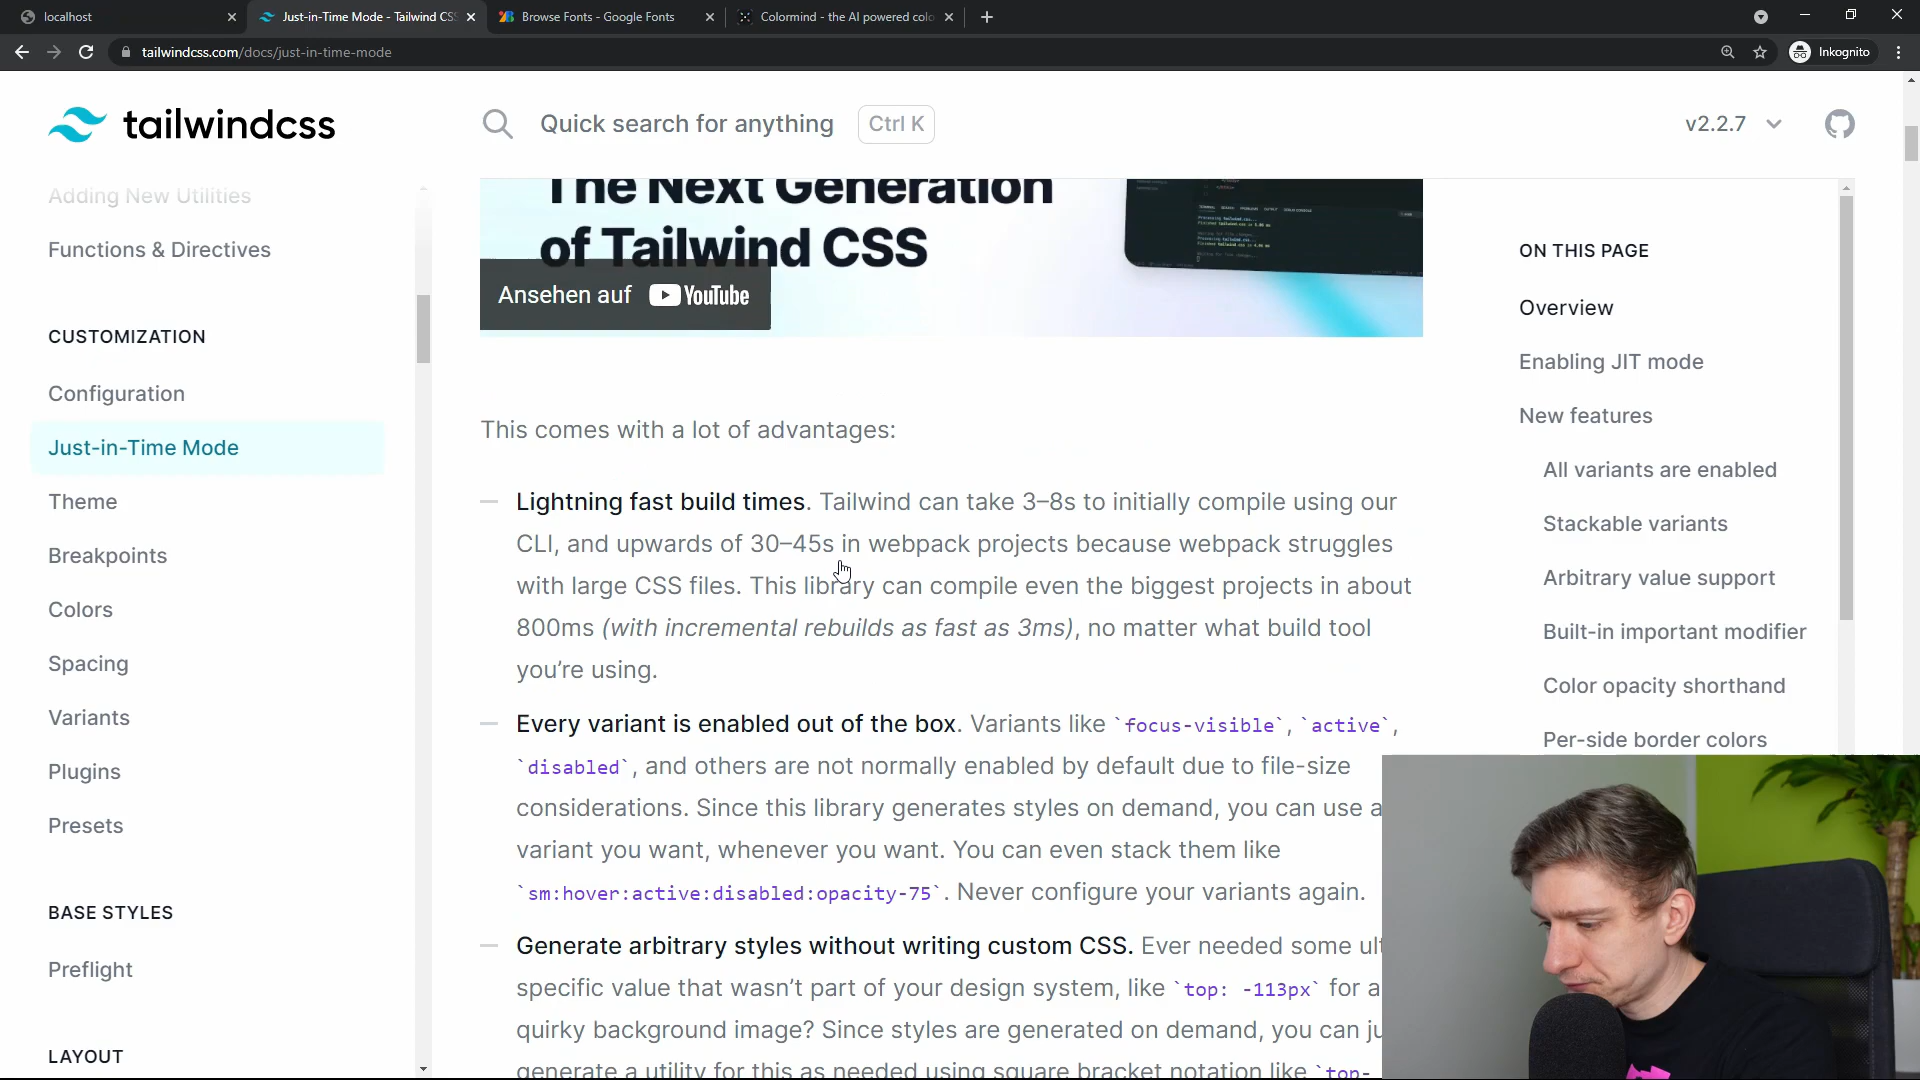 localhost
Just-in-Time Mode - Tailwind CSS
Browse Fonts - Google Fonts
Colormind - the AI powered colo
tailwindcss.com/docs/just-in-time-mode
Inkognito
tailwindcss
Quick search for anything
Ctrl K
v2.2.7
Adding New Utilities
Functions & Directives
CUSTOMIZATION
Configuration
Just-in-Time Mode
Theme
Breakpoints
Colors
Spacing
Variants
Plugins
Presets
BASE STYLES
Preflight
LAYOUT
The Next Generation
of Tailwind CSS
Ansehen auf YouTube
This comes with a lot of advantages:
Lightning fast build times. Tailwind can take 3–8s to initially compile using our
CLI, and upwards of 30–45s in webpack projects because webpack struggles
with large CSS files. This library can compile even the biggest projects in about
800ms (with incremental rebuilds as fast as 3ms), no matter what build tool
you’re using.
Every variant is enabled out of the box. Variants like `focus-visible`, `active`,
`disabled`, and others are not normally enabled by default due to file-size
considerations. Since this library generates styles on demand, you can use a
variant you want, whenever you want. You can even stack them like
`sm:hover:active:disabled:opacity-75`. Never configure your variants again.
Generate arbitrary styles without writing custom CSS. Ever needed some ult
specific value that wasn’t part of your design system, like `top: -113px` for a
quirky background image? Since styles are generated on demand, you can ju
generate a utility for this as needed using square bracket notation like `top-
ON THIS PAGE
Overview
Enabling JIT mode
New features
All variants are enabled
Stackable variants
Arbitrary value support
Built-in important modifier
Color opacity shorthand
Per-side border colors